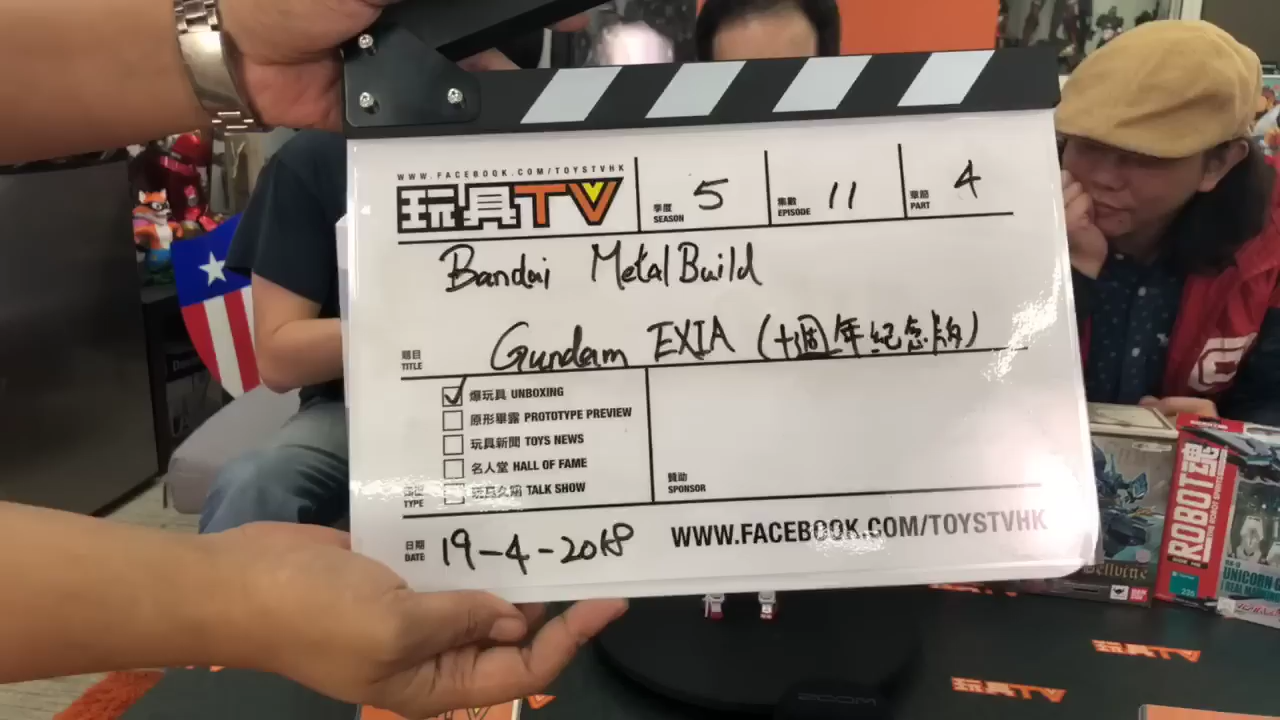 WWW.FACEBOOK.COM/TOYSTVHK
玩具TV
季度 SEASON 5
集數 EPISODE 11
章節 PART 4
Bandai Metal Build
題目 TITLE
Gundam EXIA (十週年紀念版)
爆玩具 UNBOXING
原形畢露 PROTOTYPE PREVIEW
玩具新聞 TOYS NEWS
名人堂 HALL OF FAME
TALK SHOW
TYPE
贊助 SPONSOR
日期 DATE 19-4-2018
WWW.FACEBOOK.COM/TOYSTVHK
ROBOT魂
UNICORN
玩具TV
玩具TV
ZOOM